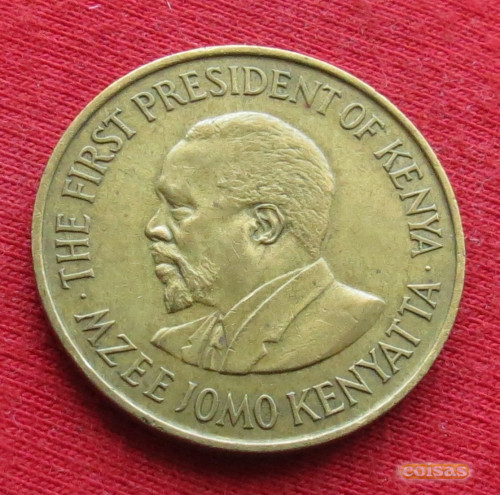 · THE FIRST PRESIDENT OF KENYA ·
MZEE JOMO KENYATTA
coisas